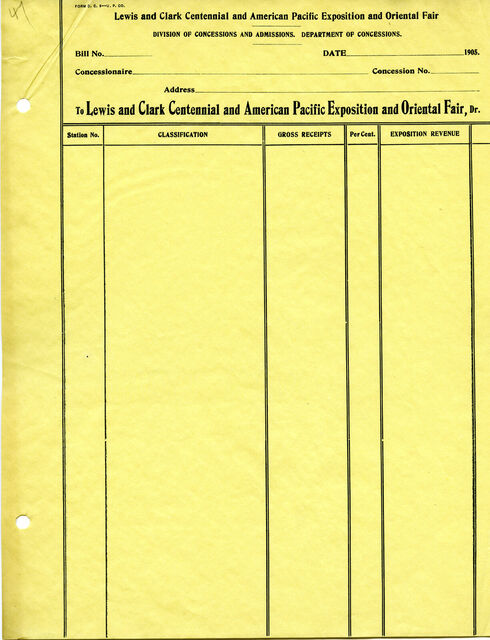 FORM D. C. 5—U. P. CO.
Lewis and Clark Centennial and American Pacific Exposition and Oriental Fair
DIVISION OF CONCESSIONS AND ADMISSIONS. DEPARTMENT OF CONCESSIONS.
Bill No. DATE 1905.
Concessionaire Concession No.
Address
To Lewis and Clark Centennial and American Pacific Exposition and Oriental Fair, Dr.
Station No. CLASSIFICATION GROSS RECEIPTS Per Cent. EXPOSITION REVENUE